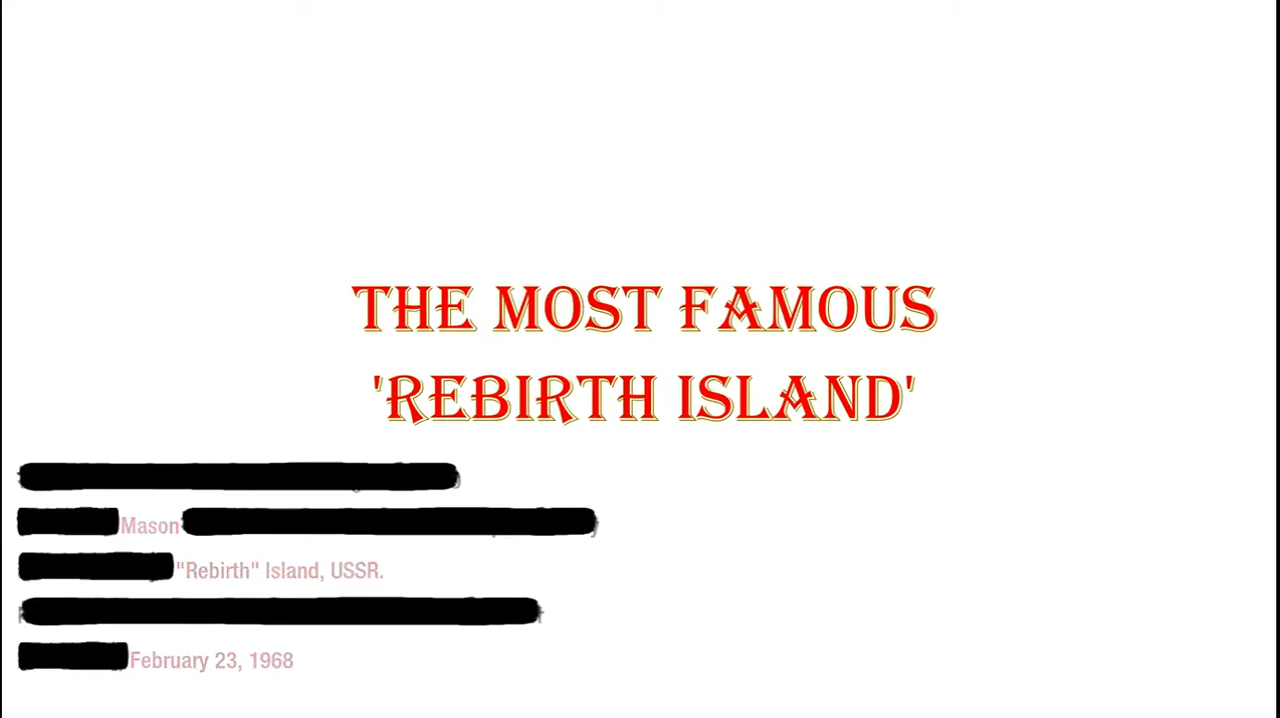 THE MOST FAMOUS
'REBIRTH ISLAND'
Mason
"Rebirth" Island, USSR.
February 23, 1968